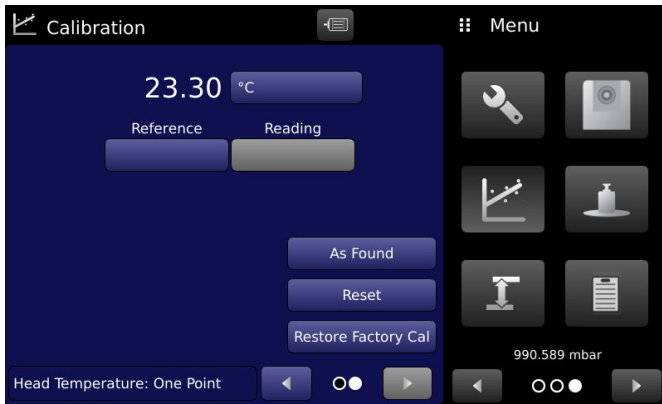 Calibration
Menu
23.30 °C
Reference Reading
As Found
Reset
Restore Factory Cal
990.589 mbar
Head Temperature: One Point